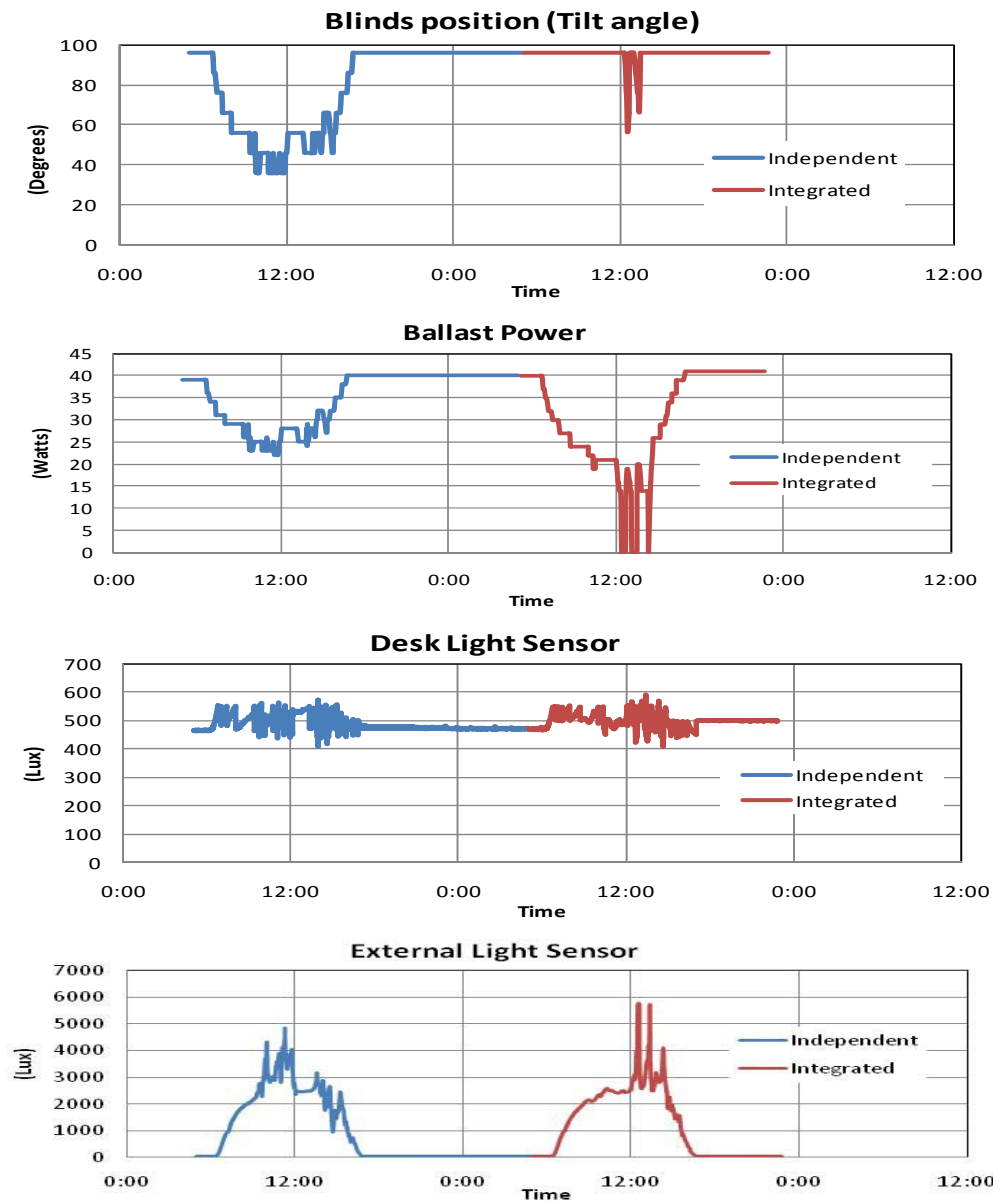 Blinds position (Tilt angle)
100
80
60
40
20
0
(Degrees)
Independent
Integrated
0:00 12:00 0:00 12:00 0:00 12:00
Time
Ballast Power
45
40
35
30
25
20
15
10
5
0
(Watts)
Independent
Integrated
0:00 12:00 0:00 12:00 0:00 12:00
Time
Desk Light Sensor
700
600
500
400
300
200
100
0
(Lux)
Independent
Integrated
0:00 12:00 0:00 12:00 0:00 12:00
Time
External Light Sensor
7000
6000
5000
4000
3000
2000
1000
0
(Lux)
Independent
Integrated
0:00 12:00 0:00 12:00 0:00 12:00
Time